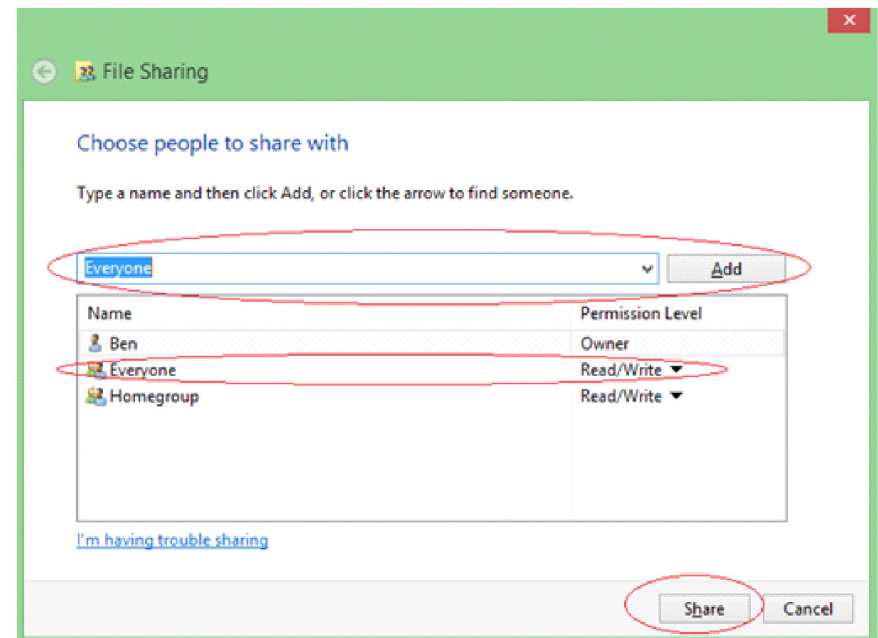 File Sharing
Choose people to share with
Type a name and then click Add, or click the arrow to find someone.
Everyone Add
Name Permission Level
Ben Owner
Everyone Read/Write
Homegroup Read/Write
I'm having trouble sharing
Share Cancel